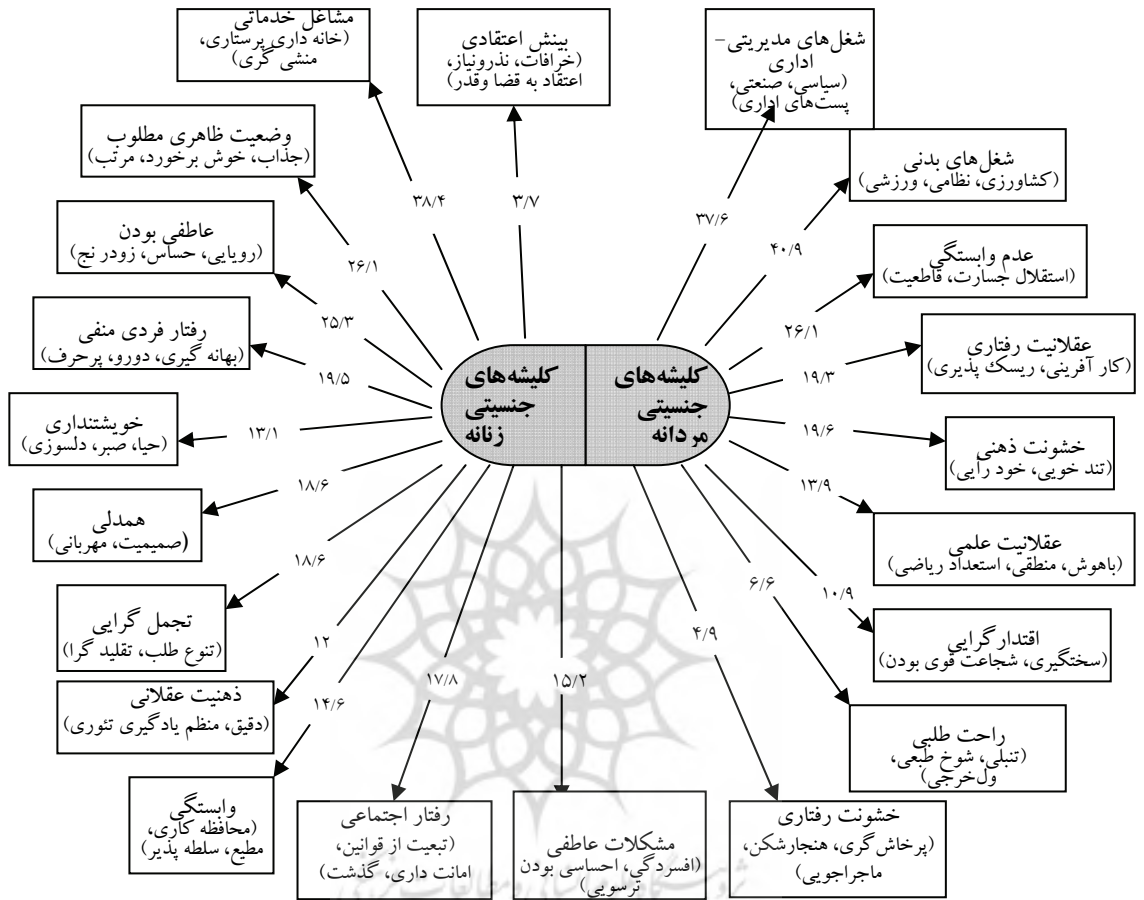 شغل‌های مدیریتی–
اداری
(سیاسی، صنعتی،
پست‌های اداری)
بینش اعتقادی
(خرافات، نذرونیاز،
اعتقاد به قضا وقدر)
مشاغل خدماتی
(خانه داری پرستاری،
منشی گری)
شغل‌های بدنی
(کشاورزی، نظامی، ورزشی)
وضعیت ظاهری مطلوب
(جذاب، خوش برخورد، مرتب)
۳۷/۶
۳/۷
۳۸/۴
۴۰/۹
عدم وابستگی
(استقلال جسارت، قاطعیت)
عاطفی بودن
(رویایی، حساس، زودر نج)
۲۶/۱
۲۶/۱
عقلانیت رفتاری
(کار آفرینی، ریسک پذیری)
رفتار فردی منفی
(بهانه گیری، دورو، پرحرف)
۲۵/۳
۱۹/۳
۱۹/۵
کلیشه‌های
جنسیتی
مردانه
کلیشه‌های
جنسیتی
زنانه
خشونت ذهنی
(تند خویی، خود رایی)
خویشتنداری
(حیا، صبر، دلسوزی)
۱۹/۶
۱۳/۱
۱۳/۹
۱۸/۶
عقلانیت علمی
(باهوش، منطقی، استعداد ریاضی)
همدلی
(صمیمیت، مهربانی)
۱۰/۹
۶/۶
۱۸/۶
اقتدارگرایی
(سختگیری، شجاعت قوی بودن)
تجمل گرایی
(تنوع طلب، تقلید گرا)
۴/۹
۱۵/۲
۱۷/۸
۱۲
۱۴/۶
راحت طلبی
(تنبلی، شوخ طبعی،
ول‌خرجی)
ذهنیت عقلانی
(دقیق، منظم یادگیری تئوری)
خشونت رفتاری
(پرخاش‌گری، هنجارشکن،
ماجراجویی)
مشکلات عاطفی
(افسردگی، احساسی بودن
ترسویی)
رفتار اجتماعی
(تبعیت از قوانین،
امانت داری، گذشت)
وابستگی
(محافظه کاری،
مطیع، سلطه پذیر)